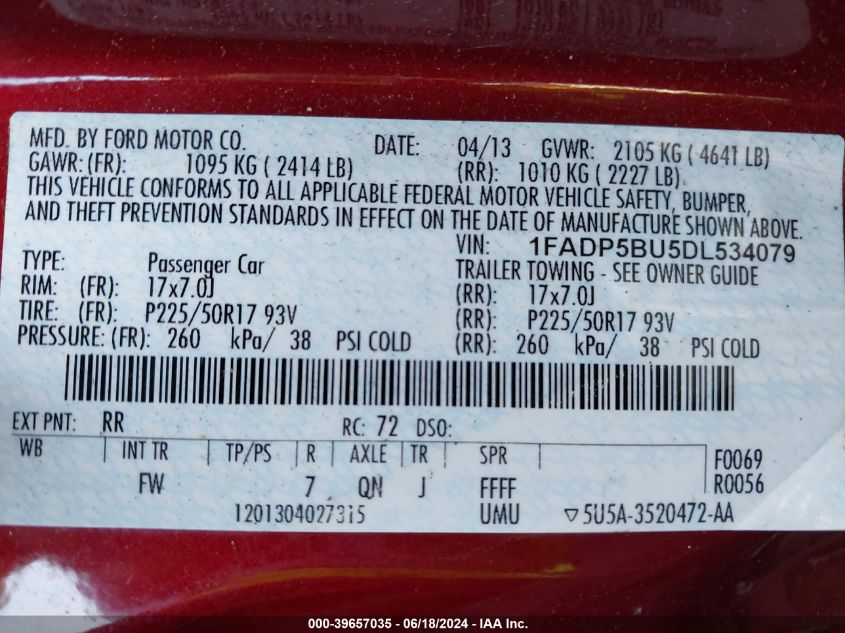 MFD. BY FORD MOTOR CO. DATE: 04/13 GVWR: 2105 KG ( 4641 LB)
GAWR: (FR): 1095 KG ( 2414 LB) (RR): 1010 KG ( 2227 LB).
THIS VEHICLE CONFORMS TO ALL APPLICABLE FEDERAL MOTOR VEHICLE SAFETY, BUMPER,
AND THEFT PREVENTION STANDARDS IN EFFECT ON THE DATE OF MANUFACTURE SHOWN ABOVE.
VIN: 1FADP5BU5DL534079
TYPE: Passenger Car TRAILER TOWING - SEE OWNER GUIDE
RIM: (FR): 17x7.0J (RR): 17x7.0J
TIRE: (FR): P225/50R17 93V (RR): P225/50R17 93V
PRESSURE: (FR): 260 kPa/ 38 PSI COLD (RR): 260 kPa/ 38 PSI COLD
EXT PNT: RR RC: 72 DSO:
WB INT TR TP/PS R AXLE TR SPR F0069
FW 7 QN J FFFF R0056
1201304027315 UMU ▽5U5A-3520472-AA
000-39657035 - 06/18/2024 - IAA Inc.